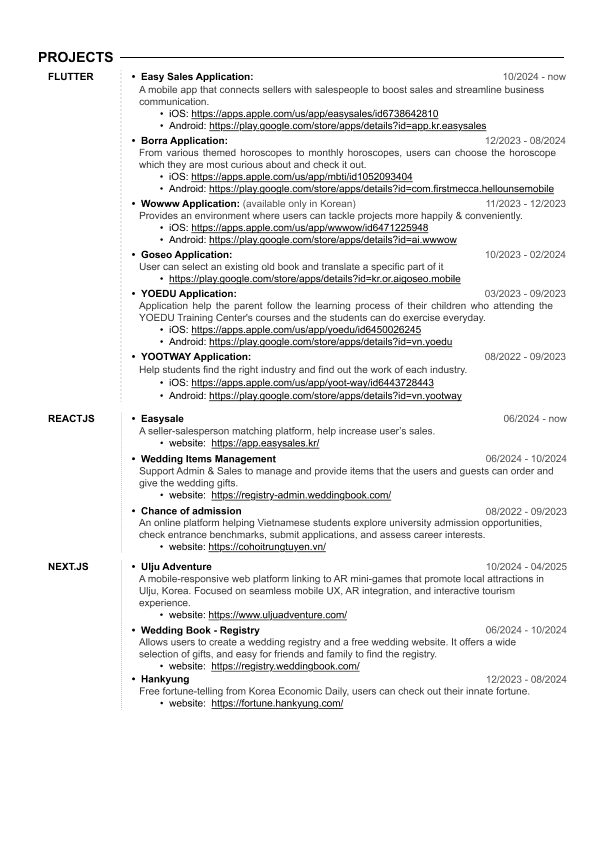 PROJECTS
FLUTTER
• Easy Sales Application: 10/2024 - now
A mobile app that connects sellers with salespeople to boost sales and streamline business
communication.
• iOS: https://apps.apple.com/us/app/easysales/id6738642810
• Android: https://play.google.com/store/apps/details?id=app.kr.easysales
• Borra Application: 12/2023 - 08/2024
From various themed horoscopes to monthly horoscopes, users can choose the horoscope
which they are most curious about and check it out.
• iOS: https://apps.apple.com/us/app/mbti/id1052093404
• Android: https://play.google.com/store/apps/details?id=com.firstmecca.hellounsemobile
• Wowww Application: (available only in Korean) 11/2023 - 12/2023
Provides an environment where users can tackle projects more happily & conveniently.
• iOS: https://apps.apple.com/us/app/wwwow/id6471225948
• Android: https://play.google.com/store/apps/details?id=ai.wwwow
• Goseo Application: 10/2023 - 02/2024
User can select an existing old book and translate a specific part of it
• https://play.google.com/store/apps/details?id=kr.or.aigoseo.mobile
• YOEDU Application: 03/2023 - 09/2023
Application help the parent follow the learning process of their children who attending the
YOEDU Training Center's courses and the students can do exercise everyday.
• iOS: https://apps.apple.com/us/app/yoedu/id6450026245
• Android: https://play.google.com/store/apps/details?id=vn.yoedu
• YOOTWAY Application: 08/2022 - 09/2023
Help students find the right industry and find out the work of each industry.
• iOS: https://apps.apple.com/us/app/yoot-way/id6443728443
• Android: https://play.google.com/store/apps/details?id=vn.yootway
REACTJS
• Easysale 06/2024 - now
A seller-salesperson matching platform, help increase user’s sales.
• website: https://app.easysales.kr/
• Wedding Items Management 06/2024 - 10/2024
Support Admin & Sales to manage and provide items that the users and guests can order and
give the wedding gifts.
• website: https://registry-admin.weddingbook.com/
• Chance of admission 08/2022 - 09/2023
An online platform helping Vietnamese students explore university admission opportunities,
check entrance benchmarks, submit applications, and assess career interests.
• website: https://cohoitrungtuyen.vn/
NEXT.JS
• Ulju Adventure 10/2024 - 04/2025
A mobile-responsive web platform linking to AR mini-games that promote local attractions in
Ulju, Korea. Focused on seamless mobile UX, AR integration, and interactive tourism
experience.
• website: https://www.uljuadventure.com/
• Wedding Book - Registry 06/2024 - 10/2024
Allows users to create a wedding registry and a free wedding website. It offers a wide
selection of gifts, and easy for friends and family to find the registry.
• website: https://registry.weddingbook.com/
• Hankyung 12/2023 - 08/2024
Free fortune-telling from Korea Economic Daily, users can check out their innate fortune.
• website: https://fortune.hankyung.com/